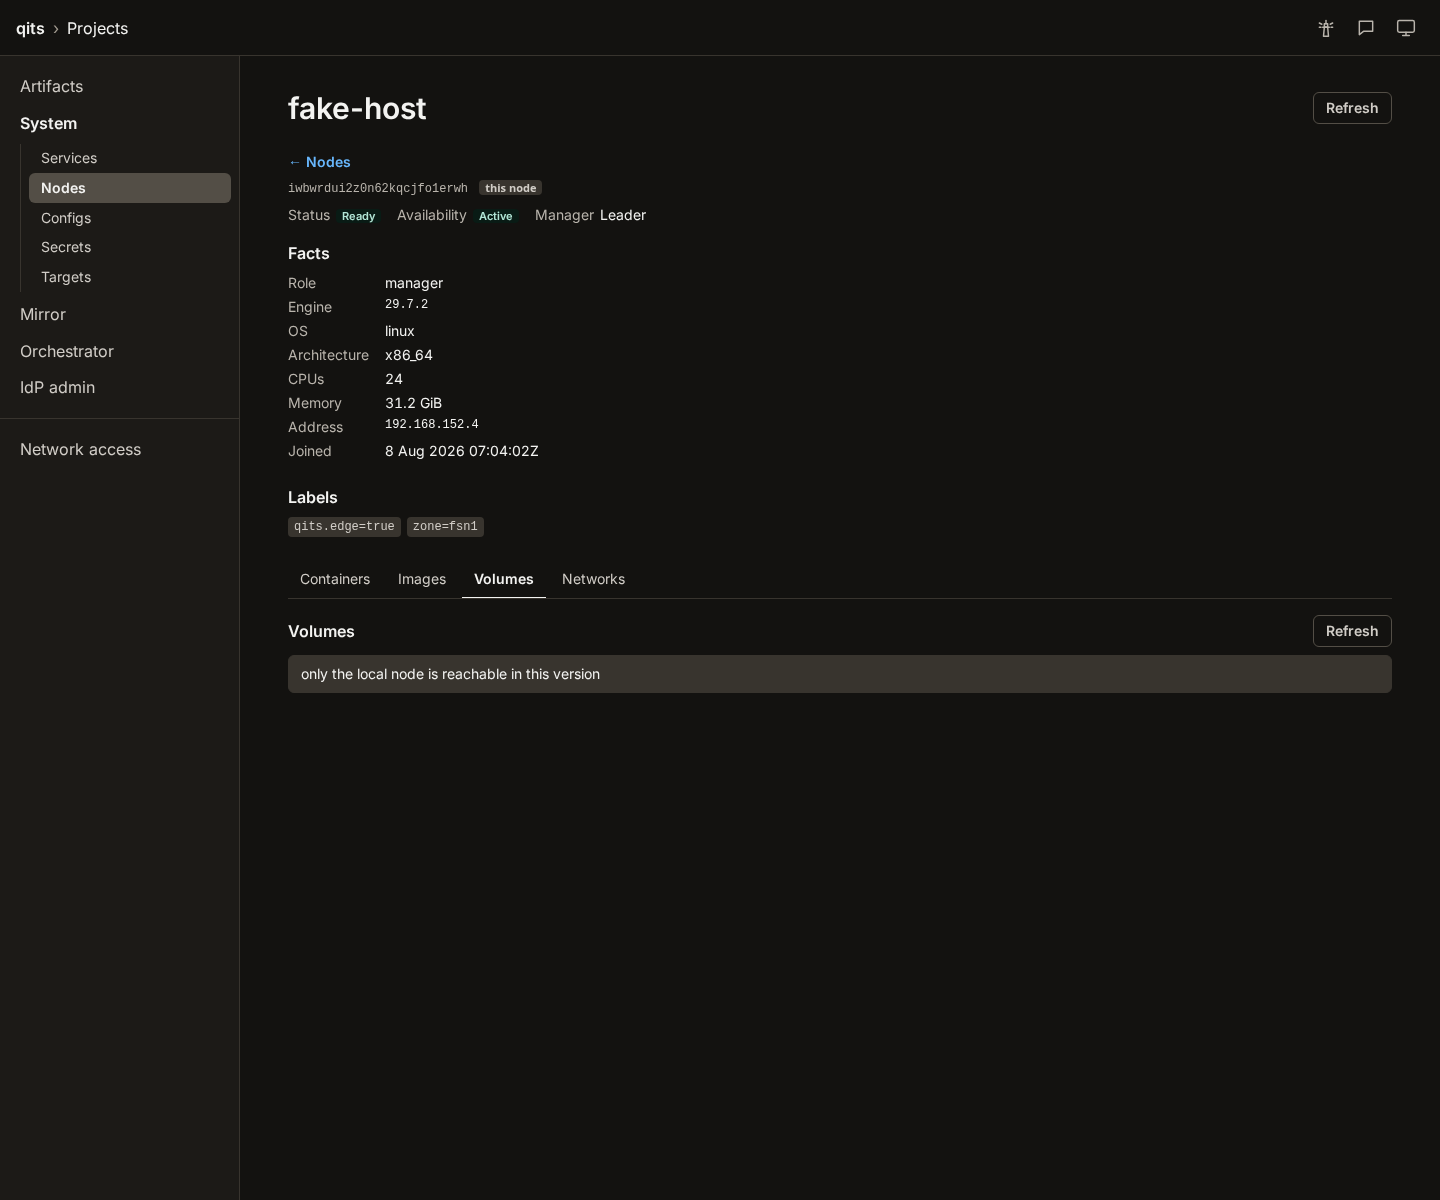 qits › Projects
Artifacts
System
Services
Nodes
Configs
Secrets
Targets
Mirror
Orchestrator
IdP admin
Network access
fake-host
Refresh
← Nodes
iwbwrdui2z0n62kqcjfo1erwh this node
Status Ready Availability Active Manager Leader
Facts
Role manager
Engine 29.7.2
OS linux
Architecture x86_64
CPUs 24
Memory 31.2 GiB
Address 192.168.152.4
Joined 8 Aug 2026 07:04:02Z
Labels
qits.edge=true zone=fsn1
Containers Images Volumes Networks
Volumes
Refresh
only the local node is reachable in this version